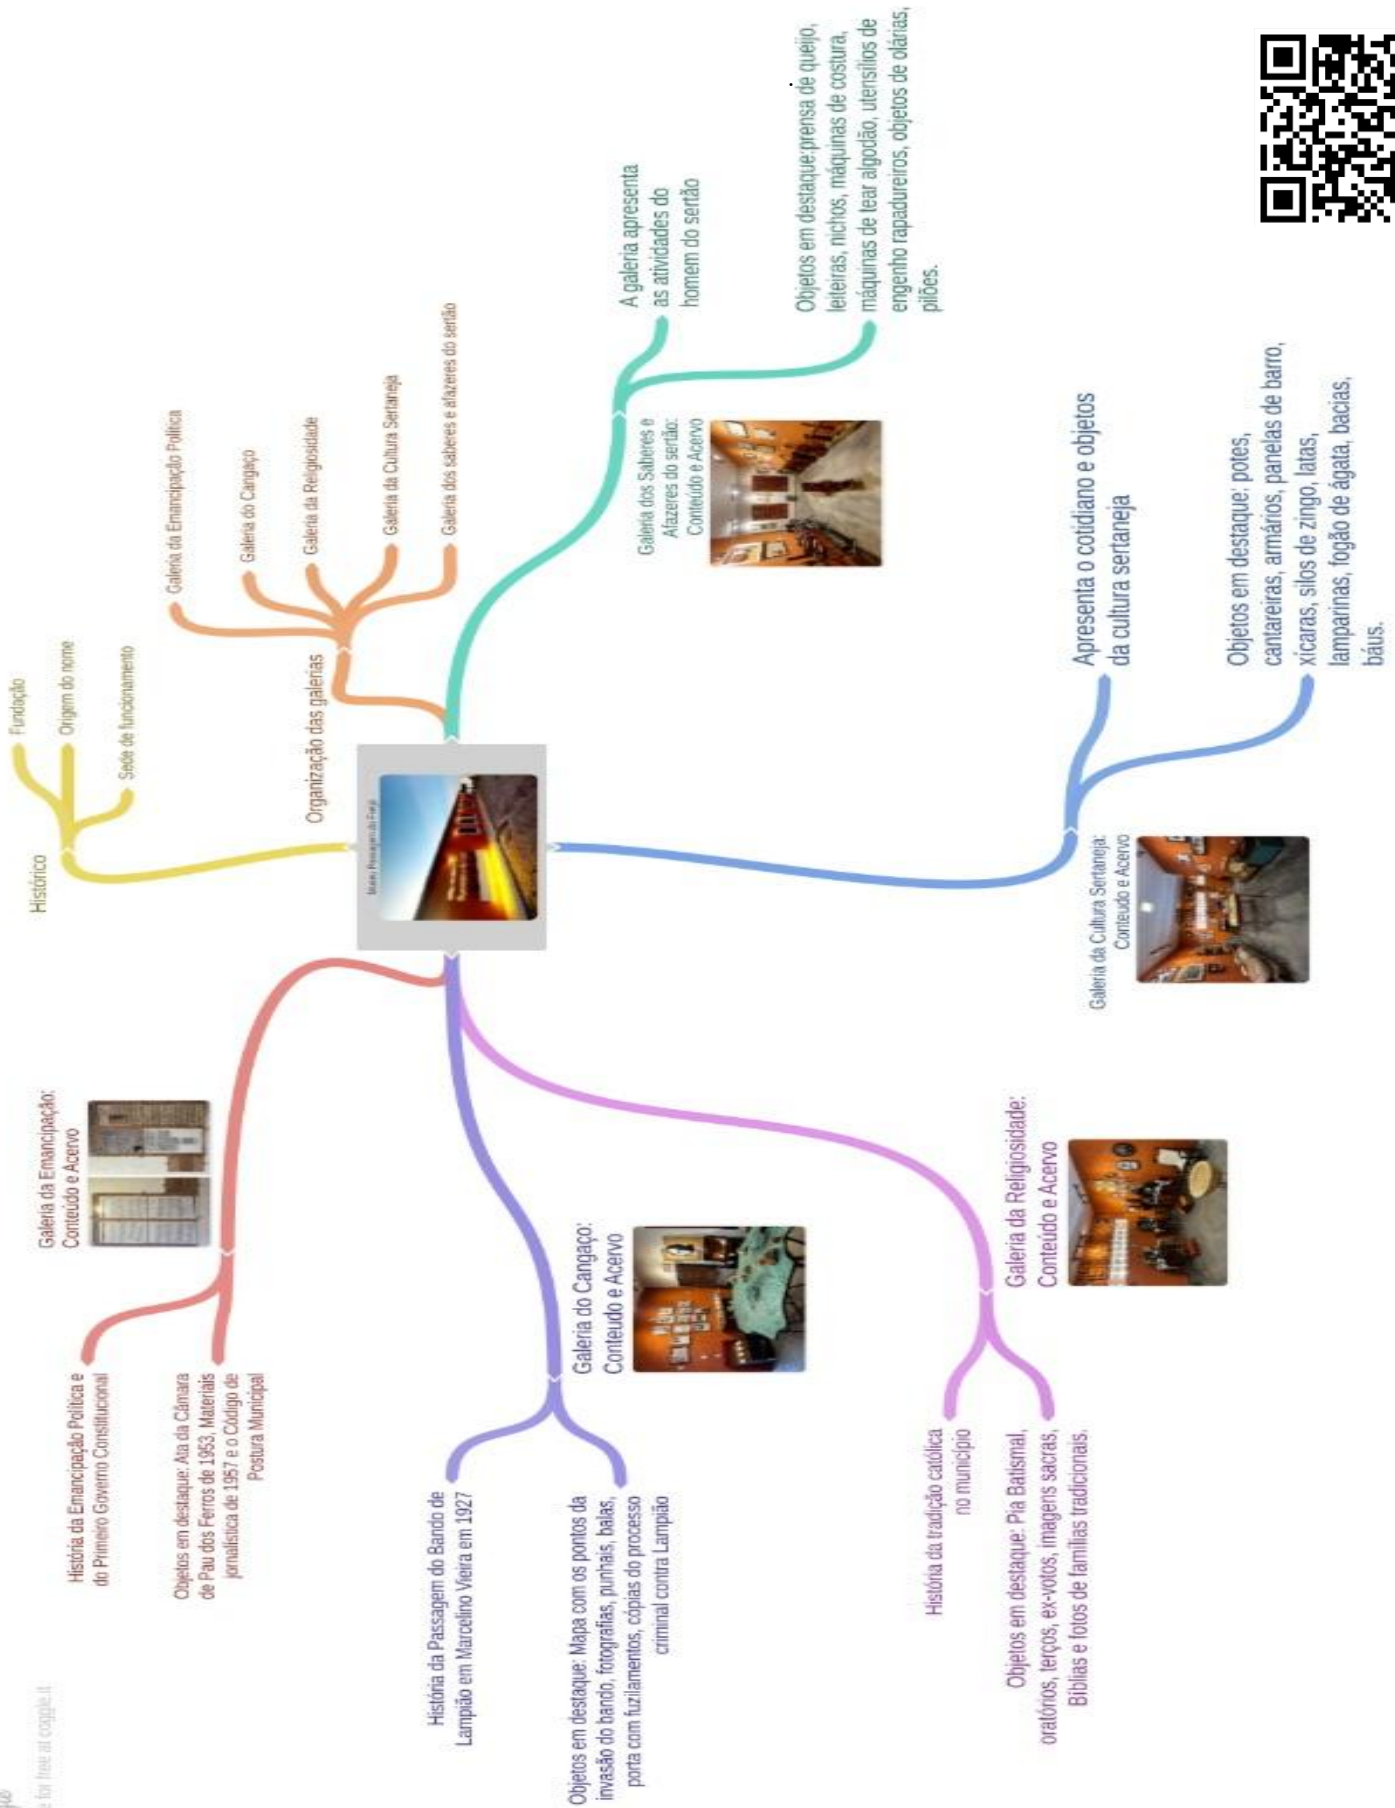 e for free at coggle.it
Histórico
Fundação
Origem do nome
Sede de funcionamento
Organização das galerias
Galeria da Emancipação Política
Galeria do Cangaço
Galeria da Religiosidade
Galeria da Cultura Sertaneja
Galeria dos saberes e afazeres do sertão
Galeria da Emancipação:
Conteúdo e Acervo
História da Emancipação Política e
do Primeiro Governo Constitucional
Objetos em destaque: Ata da Câmara
de Pau dos Ferros de 1953, Materiais
jornalística de 1957 e o Código de
Postura Municipal
Galeria do Cangaço:
Conteudo e Acervo
História da Passagem do Bando de
Lampião em Marcelino Vieira em 1927
Objetos em destaque: Mapa com os pontos da
invasão do bando, fotografias, punhais, balas,
porta com fuzilamentos, cópias do processo
criminal contra Lampião
Galeria da Religiosidade:
Conteúdo e Acervo
História da tradição católica
no município
Objetos em destaque: Pia Batismal,
oratórios, terços, ex-votos, imagens sacras,
Bíblias e fotos de famílias tradicionais.
Galeria dos Saberes e
Afazeres do sertão:
Conteúdo e Acervo
A galeria apresenta
as atividades do
homem do sertão
Objetos em destaque:prensa de queijo,
leiteiras, nichos, máquinas de costura,
máquinas de tear algodão, utensílios de
engenho rapadureiros, objetos de olárias,
pilões.
Galeria da Cultura Sertaneja:
Conteudo e Acervo
Apresenta o cotidiano e objetos
da cultura sertaneja
Objetos em destaque: potes,
cantareiras, armários, panelas de barro,
xícaras, silos de zingo, latas,
lamparinas, fogão de ágata, bacias,
báus.